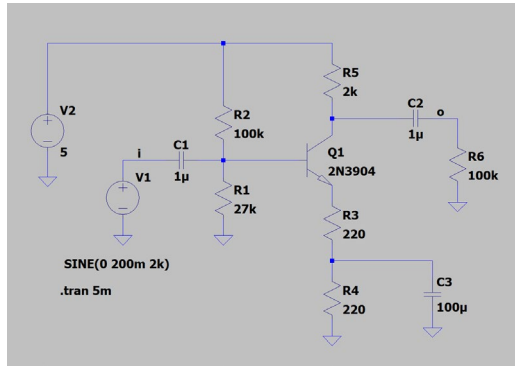 R5
2k
V2
5
R2
100k
C2
o
1µ
i
C1
1µ
V1
Q1
2N3904
R6
100k
R1
27k
R3
220
SINE(0 200m 2k)
.tran 5m
R4
220
C3
100µ